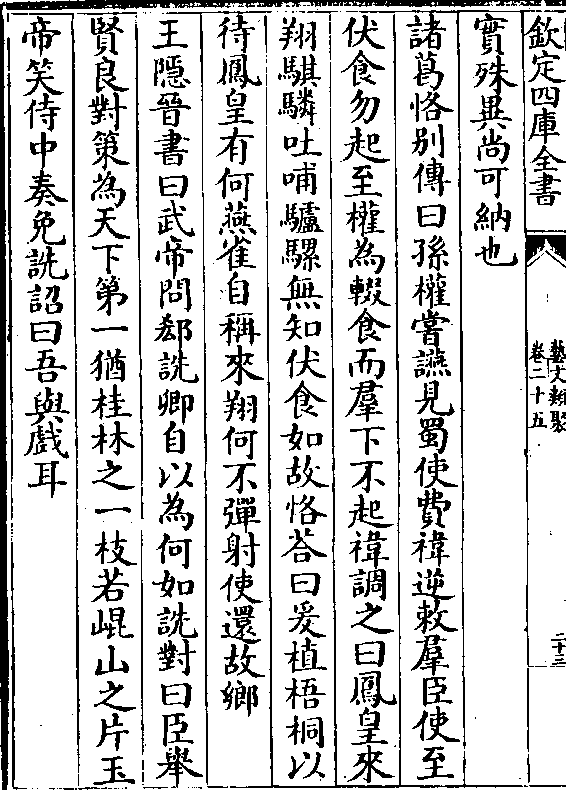 欽定四庫全書
藝文類聚
卷二十五
二十三
實殊異尚可納也
諸葛恪别傳曰孫權嘗讌見蜀使費禕逆敕羣臣使至
伏食勿起至權為輟食而羣下不起禕調之曰鳳皇來
翔騏驎吐哺驢騾無知伏食如故恪荅曰爰植梧桐以
待鳳皇有何燕雀自稱來翔何不彈射使還故鄉
王隱晉書曰武帝問郄詵卿自以為何如詵對曰臣舉
賢良對策為天下第一猶桂林之一枝若崐山之片玉
帝笑侍中奏免詵詔曰吾與戲耳